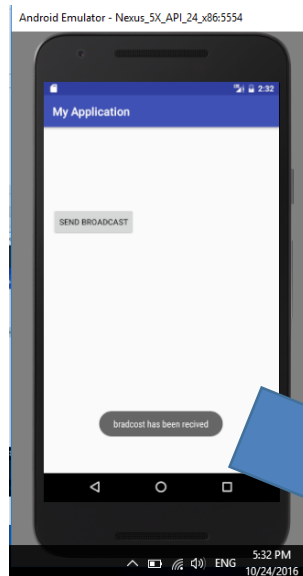 Android Emulator - Nexus_5X_API_24_x86:5554
2:32
My Application
SEND BROADCAST
bradcost has been recived
ENG
5:32 PM
10/24/2016